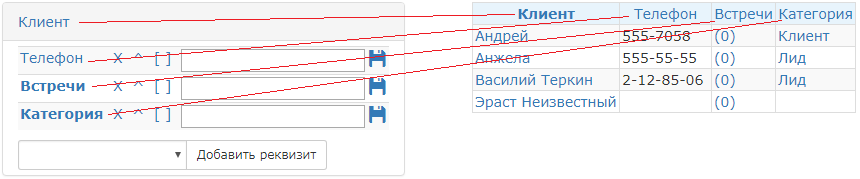 Клиент
Телефон X ^ [ ]
Встречи X ^ [ ]
Категория X ^ [ ]
Добавить реквизит
Клиент Телефон Встречи Категория
Андрей 555-7058 (0) Клиент
Анжела 555-55-55 (0) Лид
Василий Теркин 2-12-85-06 (0) Лид
Эраст Неизвестный (0)